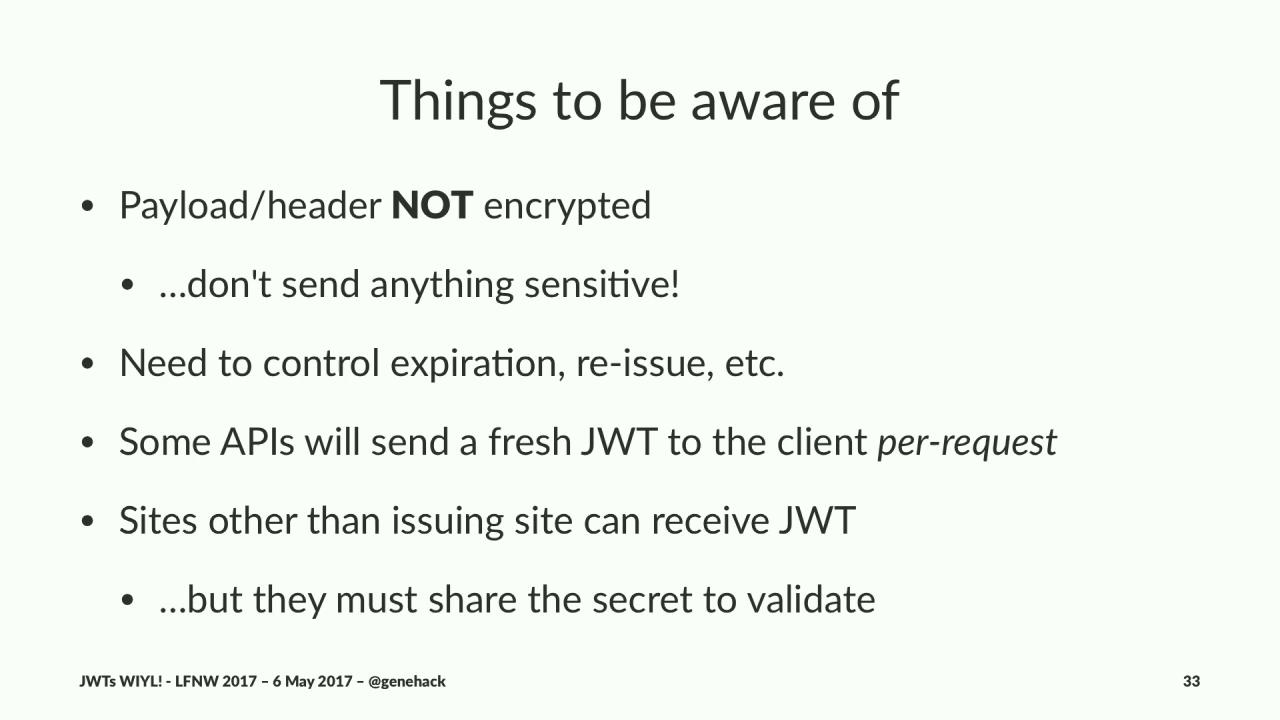 Things to be aware of
• Payload/header NOT encrypted
• …don't send anything sensitive!
• Need to control expiration, re-issue, etc.
• Some APIs will send a fresh JWT to the client per-request
• Sites other than issuing site can receive JWT
• …but they must share the secret to validate
JWTs WIYL! - LFNW 2017 – 6 May 2017 – @genehack 33